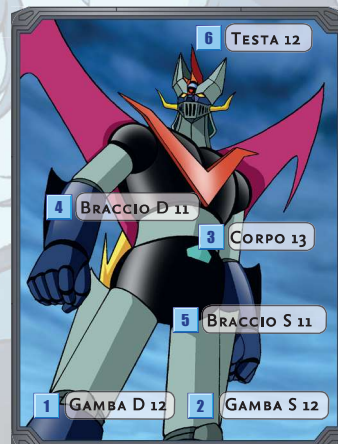 6 TESTA 12
4 BRACCIO D 11
3 CORPO 13
5 BRACCIO S 11
1 GAMBA D 12
2 GAMBA S 12